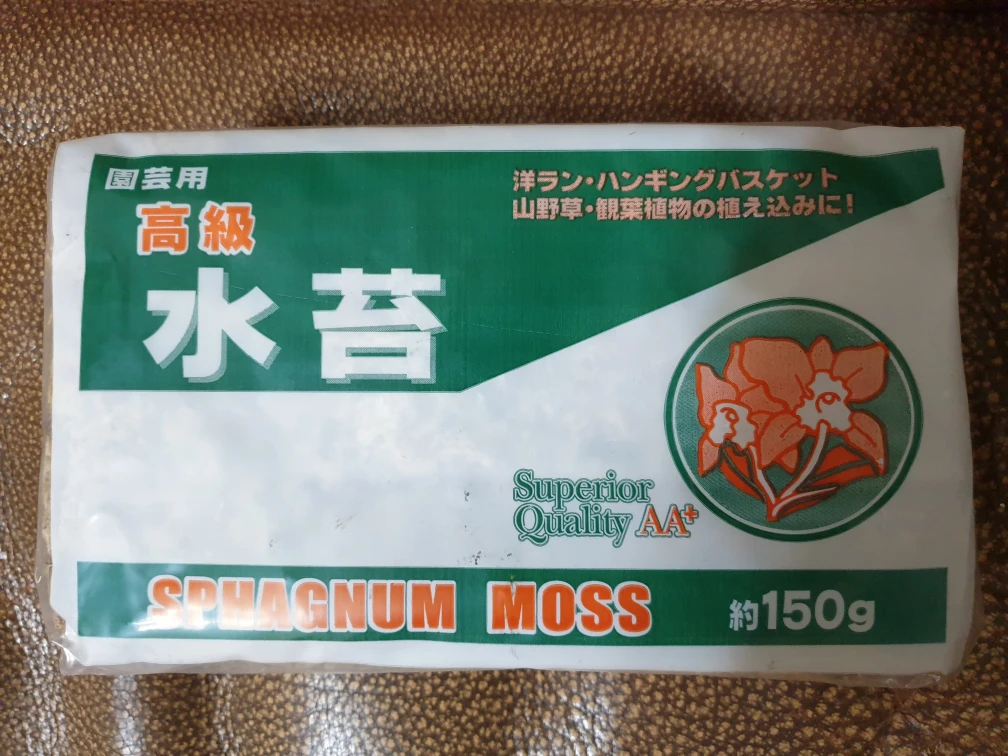 園芸用
高級
水苔
洋ラン・ハンギングバスケット
山野草・観葉植物の植え込みに!
Superior
Quality AA+
SPHAGNUM MOSS
約150g